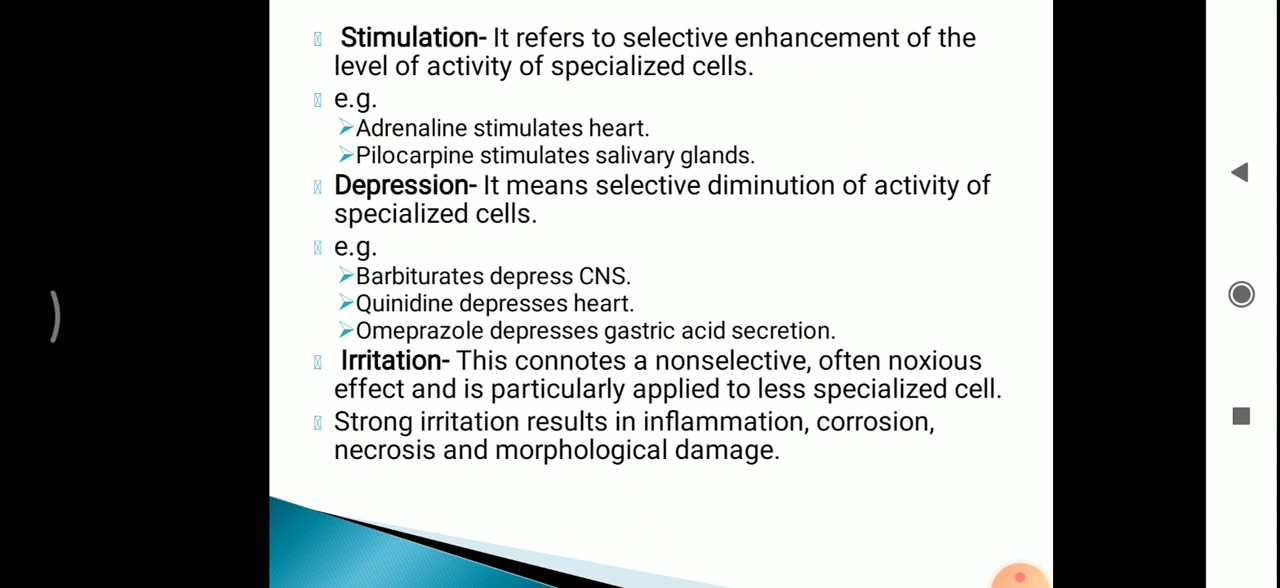 Stimulation- It refers to selective enhancement of the
level of activity of specialized cells.
e.g.
➢Adrenaline stimulates heart.
➢Pilocarpine stimulates salivary glands.
Depression- It means selective diminution of activity of
specialized cells.
e.g.
➢Barbiturates depress CNS.
➢Quinidine depresses heart.
➢Omeprazole depresses gastric acid secretion.
Irritation- This connotes a nonselective, often noxious
effect and is particularly applied to less specialized cell.
Strong irritation results in inflammation, corrosion,
necrosis and morphological damage.